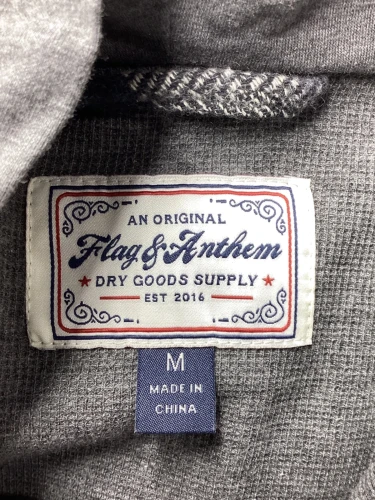 AN ORIGINAL
Flag & Anthem
★ DRY GOODS SUPPLY ★
EST 2016
M
MADE IN
CHINA